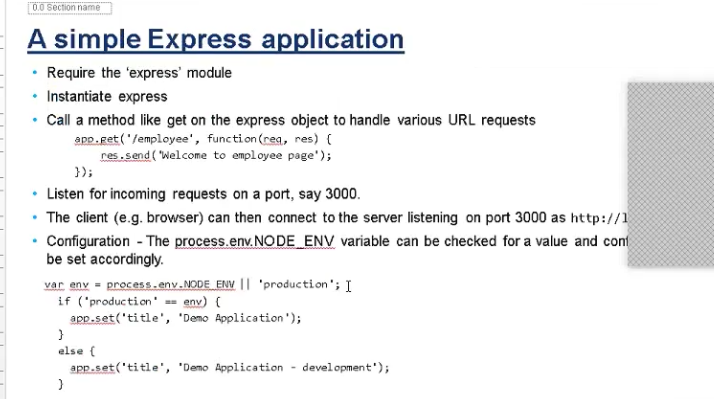 0.0 Section name
A simple Express application
• Require the 'express' module
• Instantiate express
• Call a method like get on the express object to handle various URL requests
app.get('/employee', function(req, res) {
res.send('Welcome to employee page');
});
• Listen for incoming requests on a port, say 3000.
• The client (e.g. browser) can then connect to the server listening on port 3000 as http://
• Configuration - The process.env.NODE_ENV variable can be checked for a value and
be set accordingly.
var env = process.env.NODE_ENV || 'production';
if ('production' == env) {
app.set('title', 'Demo Application');
}
else {
app.set('title', 'Demo Application - development');
}